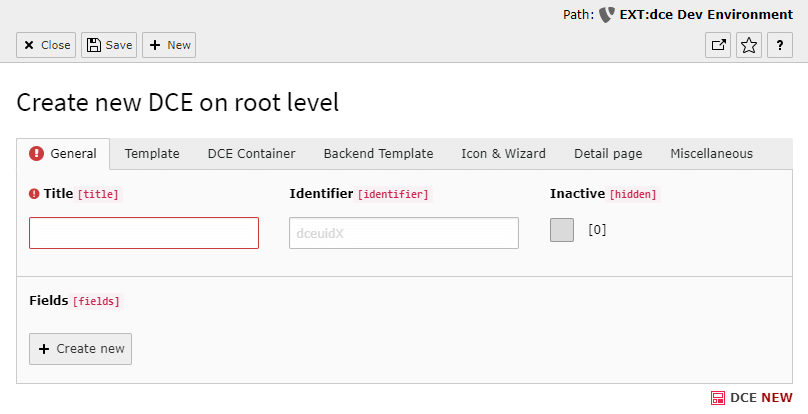 Path: EXT:dce Dev Environment
Close Save New ?
Create new DCE on root level
General Template DCE Container Backend Template Icon & Wizard Detail page Miscellaneous
Title [title] Identifier [identifier] Inactive [hidden]
dceuidX [0]
Fields [fields]
Create new
DCE NEW